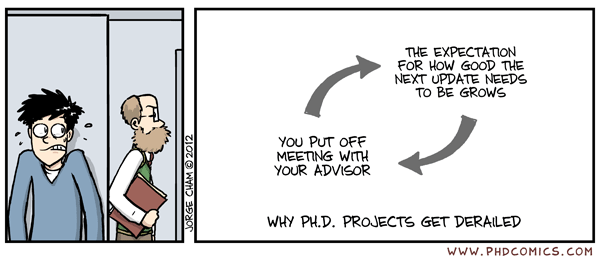 JORGE CHAM © 2012
THE EXPECTATION
FOR HOW GOOD THE
NEXT UPDATE NEEDS
TO BE GROWS
YOU PUT OFF
MEETING WITH
YOUR ADVISOR
WHY PH.D. PROJECTS GET DERAILED
WWW.PHDCOMICS.COM